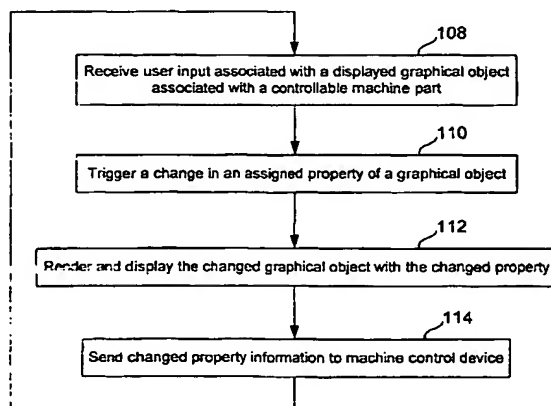 108
Receive user input associated with a displayed graphical object
associated with a controllable machine part
110
Trigger a change in an assigned property of a graphical object
112
Render and display the changed graphical object with the changed property
114
Send changed property information to machine control device